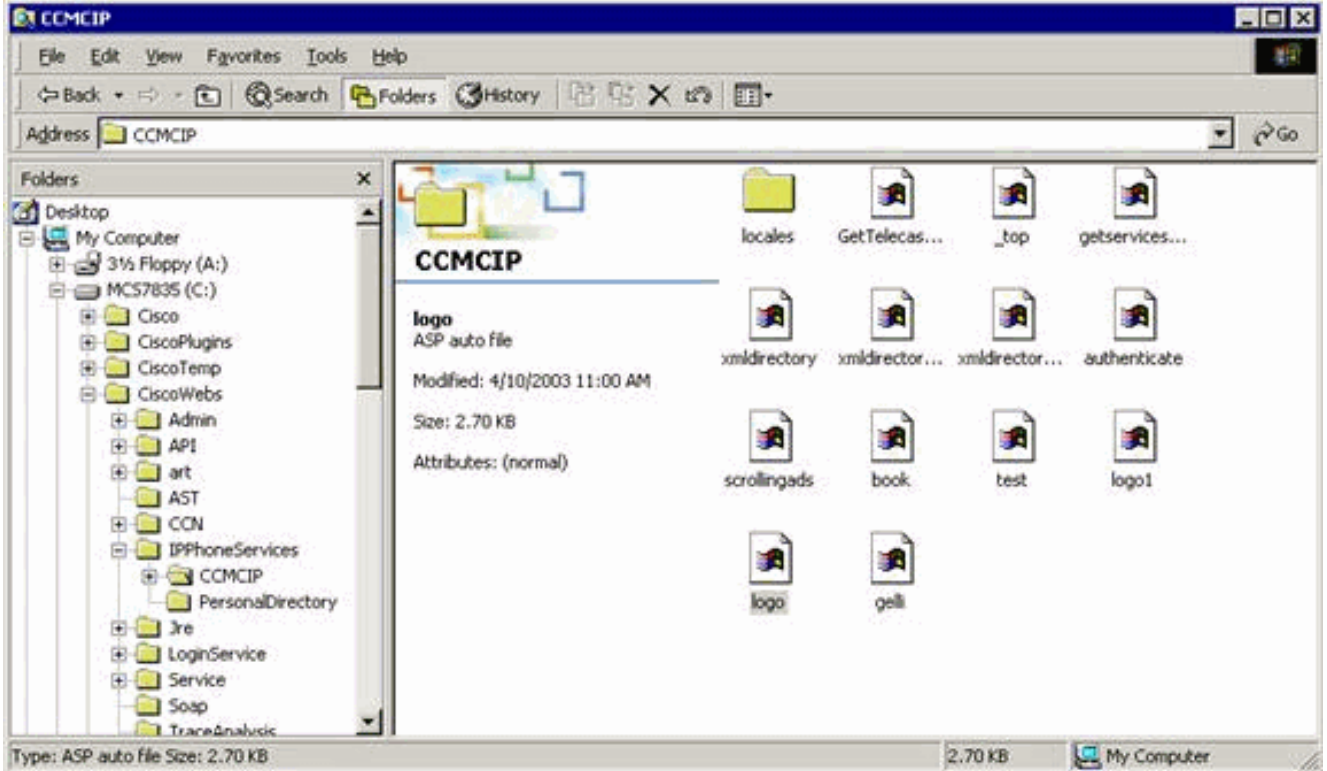 CCMCIP
File Edit View Favorites Tools Help
Back Search Folders History
Address CCMCIP Go
Folders
Desktop
My Computer
3½ Floppy (A:)
MCS7835 (C:)
Cisco
CiscoPlugins
CiscoTemp
CiscoWebs
Admin
API
art
AST
CCN
IPPhoneServices
CCMCIP
PersonalDirectory
Jre
LoginService
Service
Soap
TraceAnalysis
CCMCIP
logo
ASP auto file
Modified: 4/10/2003 11:00 AM
Size: 2.70 KB
Attributes: (normal)
locales GetTelecas... _top getservices...
xmldirectory xmldirector... xmldirector... authenticate
scrollingads book test logo1
logo gelli
Type: ASP auto file Size: 2.70 KB 2.70 KB My Computer